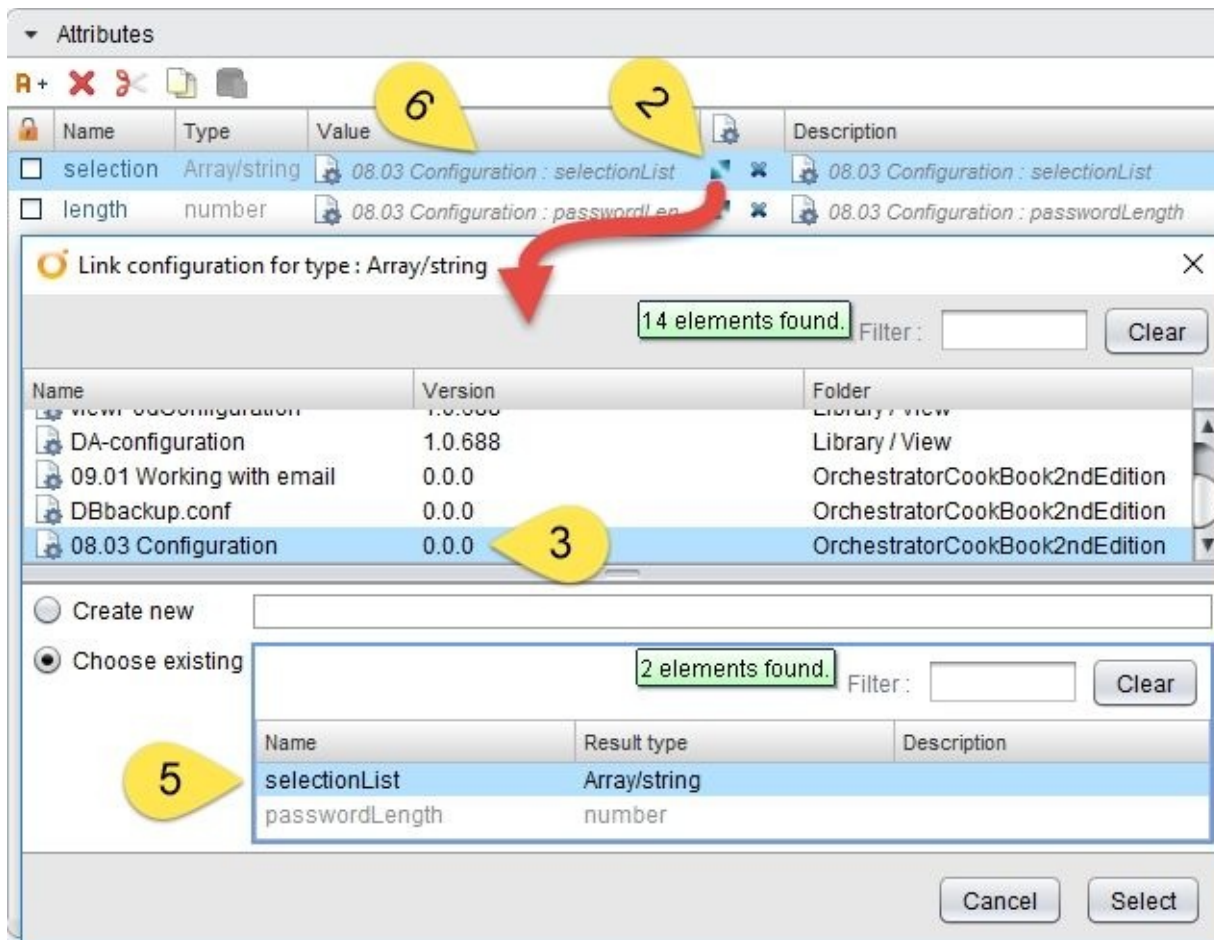 Attributes
A+
6 2
Name Type Value Description
selection Array/string 08.03 Configuration : selectionList 08.03 Configuration : selectionList
length number 08.03 Configuration : passwordLen 08.03 Configuration : passwordLength
Link configuration for type : Array/string
14 elements found. Filter : Clear
Name Version Folder
Library / View
DA-configuration 1.0.688 Library / View
09.01 Working with email 0.0.0 OrchestratorCookBook2ndEdition
DBbackup.conf 0.0.0 OrchestratorCookBook2ndEdition
08.03 Configuration 0.0.0 3 OrchestratorCookBook2ndEdition
Create new
Choose existing 2 elements found. Filter : Clear
Name Result type Description
5 selectionList Array/string
passwordLength number
Cancel Select